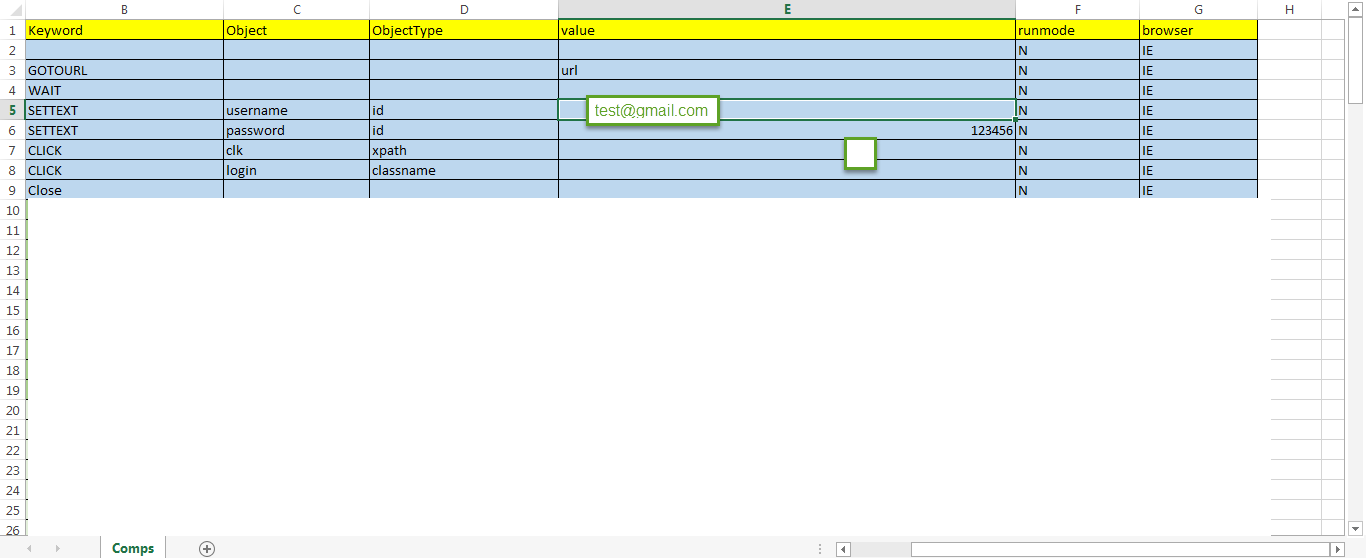 B C D E F G H
1 Keyword Object ObjectType value runmode browser
2 N IE
3 GOTOURL url N IE
4 WAIT N IE
5 SETTEXT username id test@gmail.com N IE
6 SETTEXT password id 123456 N IE
7 CLICK clk xpath N IE
8 CLICK login classname N IE
9 Close N IE
10
11
12
13
14
15
16
17
18
19
20
21
22
23
24
25
26
Comps